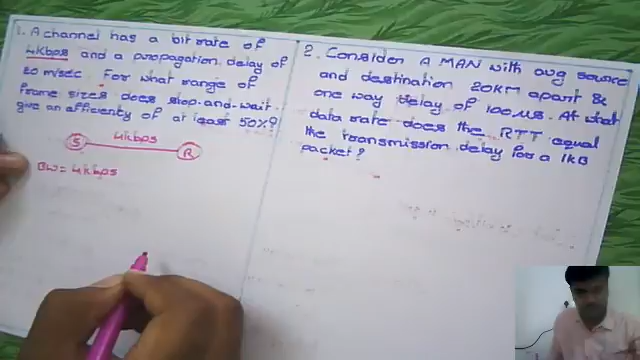 1. A channel has a bit rate of
4Kbps and a propagation delay of
20 m/sec. For what range of
frame sizes does stop-and-wait
give an efficiency of at least 50%?
4kbps
S
R
BW = 4kbps
2. Consider A MAN with avg source
and destination 20KM apart &
one way delay of 100μs. At what
data rate does the RTT equal
the transmission delay for a 1KB
packet?